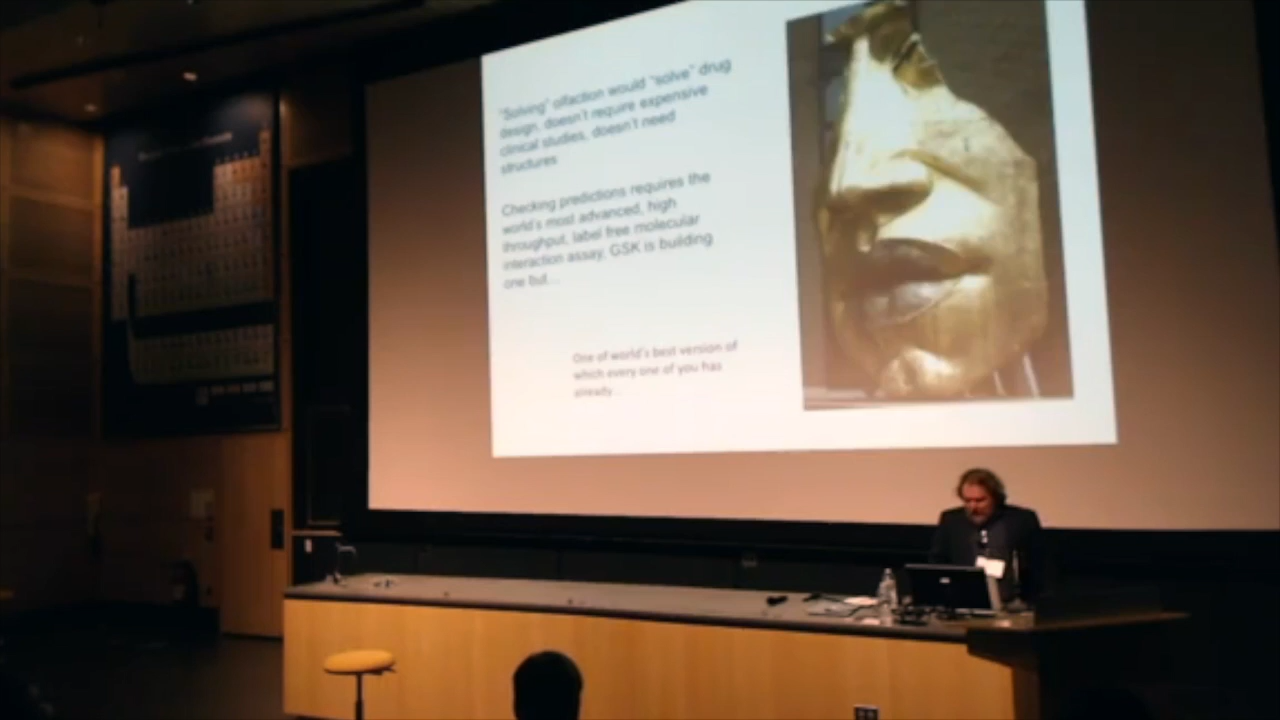 "Solving" olfaction would "solve" drug
design, doesn't require expensive
clinical studies, doesn't need
structures
Checking predictions requires the
world's most advanced, high
throughput, label free molecular
interaction assay, GSK is building
one but...
One of world's best version of
which every one of you has
already...